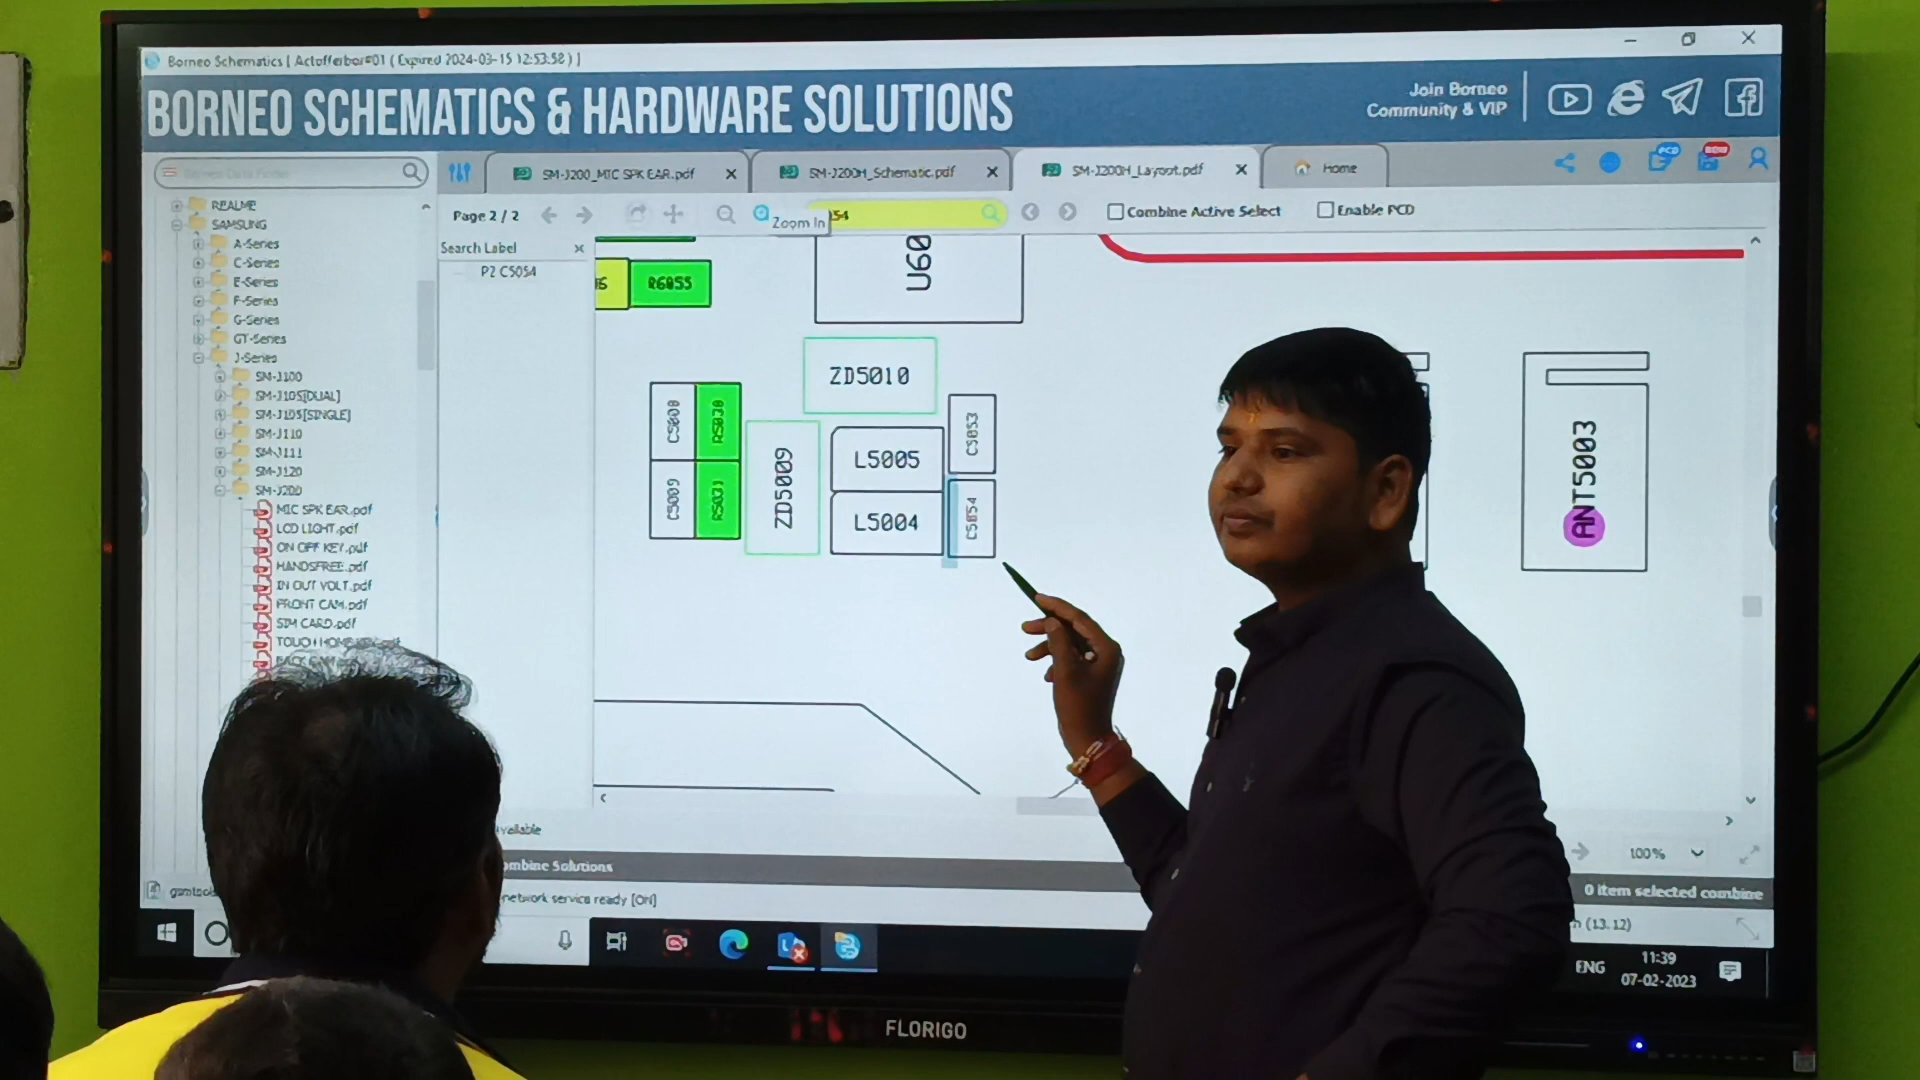 Borneo Schematics [ Actofferbor#01 ( Expired 2024-03-15 12:53:58 ) ]
BORNEO SCHEMATICS & HARDWARE SOLUTIONS
Join Borneo
Community & VIP
SM-J200_MIC SPK EAR.pdf
SM-J200H_Schematic.pdf
SM-J200H_Layout.pdf
Home
Page 2 / 2
Zoom In
Combine Active Select
Enable PCD
REALME
SAMSUNG
A-Series
C-Series
E-Series
F-Series
G-Series
GT-Series
J-Series
SM-J100
SM-J105[DUAL]
SM-J105[SINGLE]
SM-J110
SM-J111
SM-J120
SM-J200
MIC SPK EAR.pdf
LCD LIGHT.pdf
ON OFF KEY.pdf
HANDSFREE.pdf
IN OUT VOLT.pdf
FRONT CAM.pdf
SIM CARD.pdf
Search Label
P2 C5054
R6055
U60
ZD5010
C5008
R5030
C5053
L5005
ZD5009
C5009
R5031
L5004
C5054
ANT5003
ombine Solutions
network service ready [ON]
100%
0 item selected combine
(13.12)
ENG
11:39
07-02-2023
FLORIGO